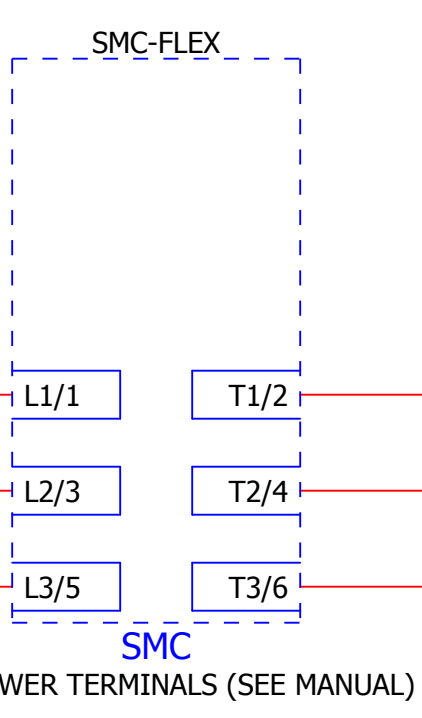 SMC-FLEX
L1/1 T1/2
L2/3 T2/4
L3/5 T3/6
SMC
TERMINALS (SEE MANUAL)